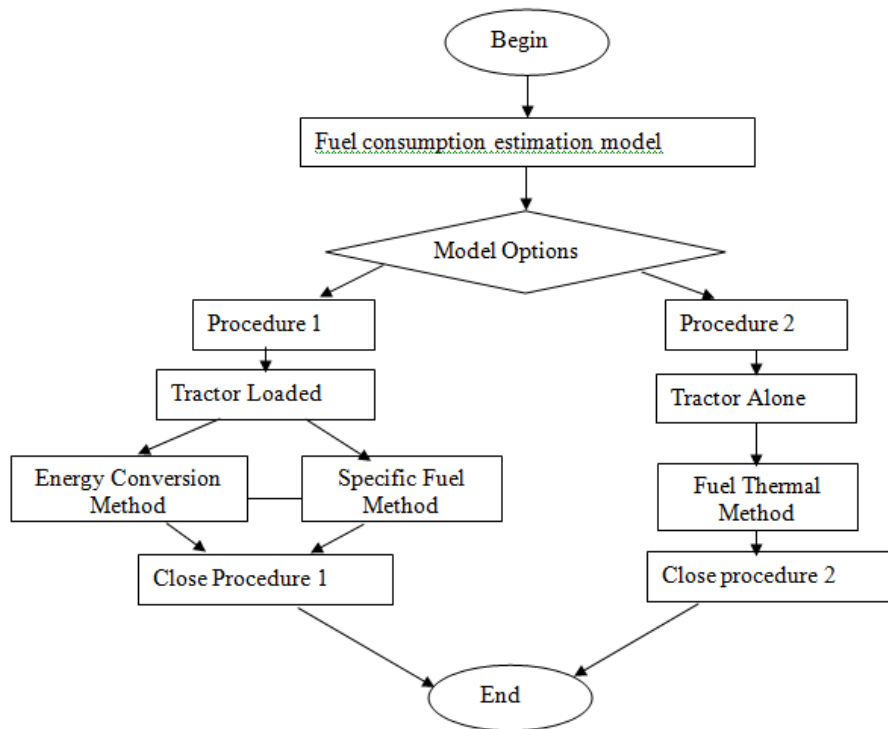 Begin
Fuel consumption estimation model
Model Options
Procedure 1
Procedure 2
Tractor Loaded
Tractor Alone
Energy Conversion
Method
Specific Fuel
Method
Fuel Thermal
Method
Close Procedure 1
Close procedure 2
End